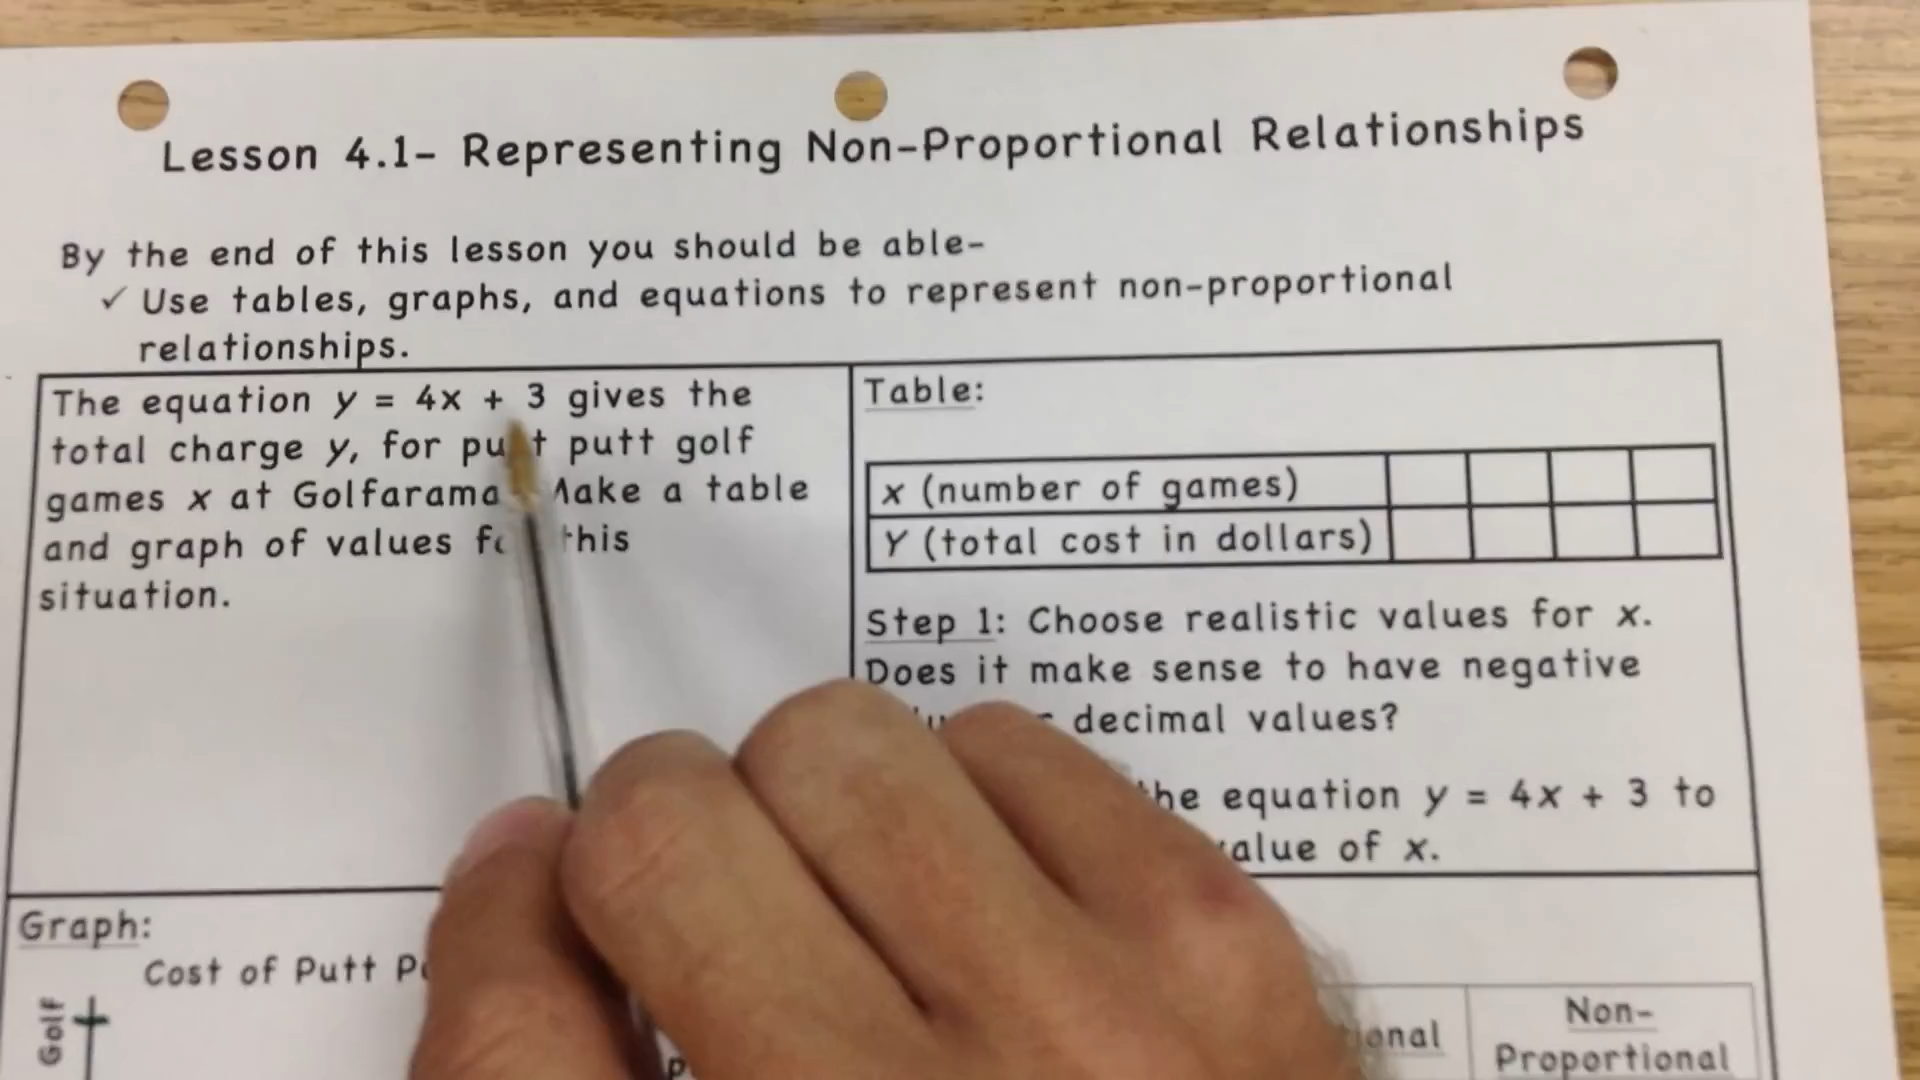 Lesson 4.1- Representing Non-Proportional Relationships
By the end of this lesson you should be able-
✓ Use tables, graphs, and equations to represent non-proportional
relationships.
The equation y = 4x + 3 gives the
total charge y, for putt golf
games x at Golfarama Make a table
and graph of values this
situation.
Table:
x (number of games)
Y (total cost in dollars)
Step 1: Choose realistic values for x.
Does it make sense to have negative
decimal values?
the equation y = 4x + 3 to
value of x.
Graph:
Cost of Putt
Golf
Non-
Proportional